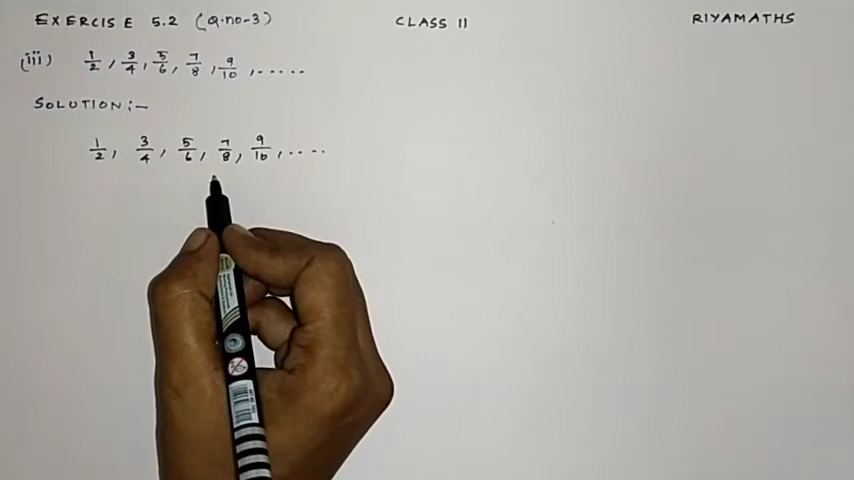 EXERCISE 5.2 (Q.no-3) CLASS 11 RIYAMATHS
(iii) 1/2, 3/4, 5/6, 7/8, 9/10, .....
SOLUTION:-
1/2, 3/4, 5/6, 7/8, 9/10, ....